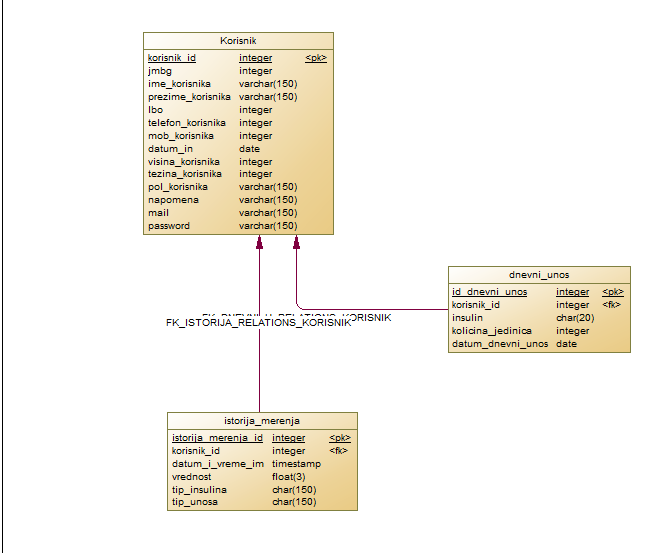 Korisnik
korisnik_id integer <pk>
jmbg integer
ime_korisnika varchar(150)
prezime_korisnika varchar(150)
lbo integer
telefon_korisnika integer
mob_korisnika integer
datum_in date
visina_korisnika integer
tezina_korisnika integer
pol_korisnika varchar(150)
napomena varchar(150)
mail varchar(150)
password varchar(150)
dnevni_unos
id_dnevni_unos integer <pk>
korisnik_id integer <fk>
insulin char(20)
kolicina_jedinica integer
datum_dnevni_unos date
KORISNIK
FK_ISTORIJA_RELATIONS_KORISNIK
istorija_merenja
istorija_merenja_id integer <pk>
korisnik_id integer <fk>
datum_i_vreme_im timestamp
vrednost float(3)
tip_insulina char(150)
tip_unosa char(150)